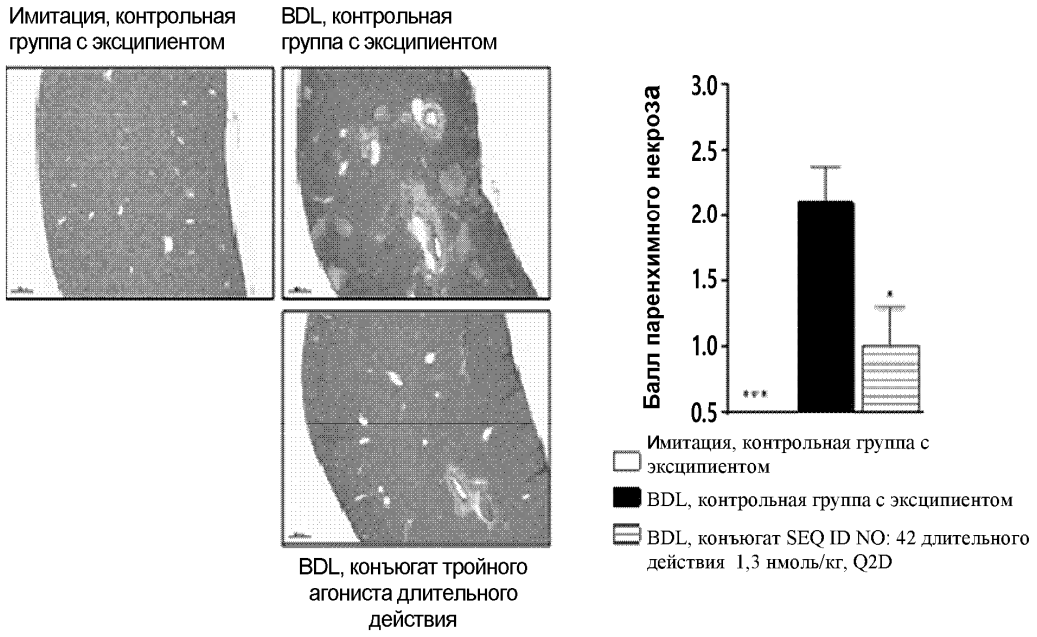 Имитация, контрольная
группа с эксципиентом
BDL, контрольная
группа с эксципиентом
BDL, конъюгат тройного
агониста длительного
действия
Балл паренхимного некроза
3.0
2.5
2.0
1.5
1.0
0.5
***
*
Имитация, контрольная группа с
эксципиентом
BDL, контрольная группа с эксципиентом
BDL, конъюгат SEQ ID NO: 42 длительного
действия 1,3 нмоль/кг, Q2D